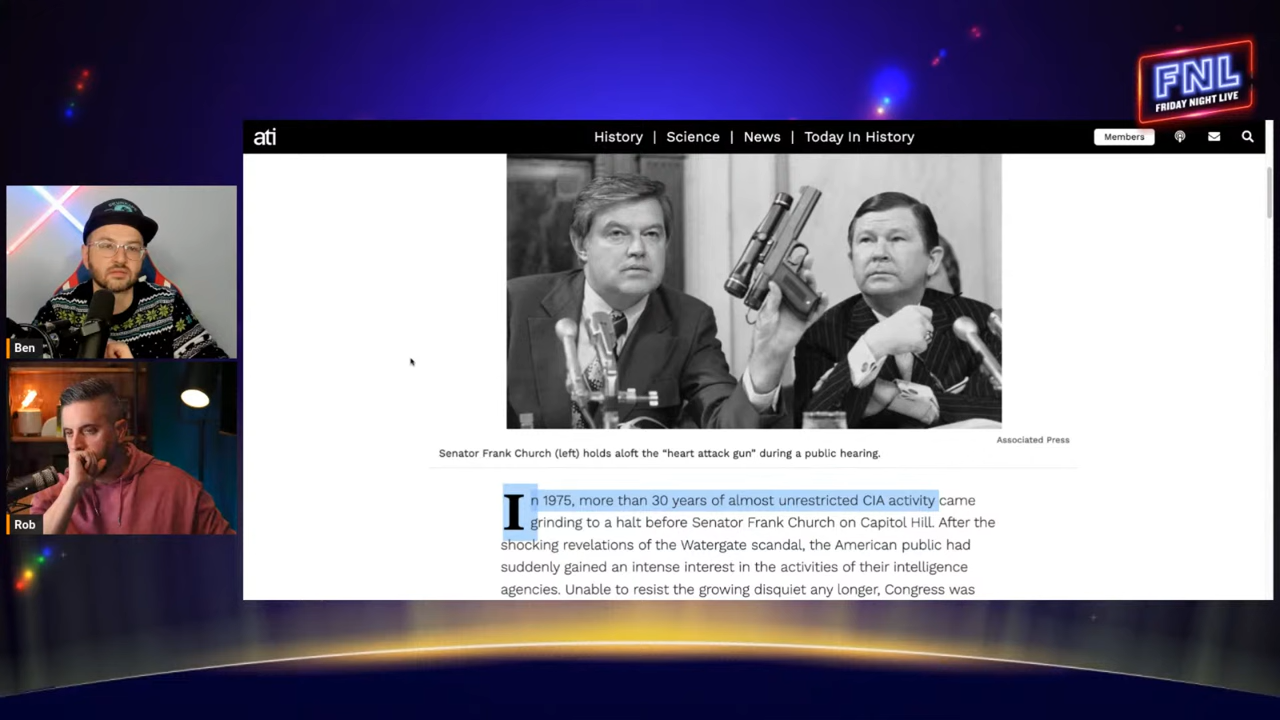 FNL
FRIDAY NIGHT LIVE
ati
History | Science | News | Today In History
Members
Ben
Rob
Associated Press
Senator Frank Church (left) holds aloft the “heart attack gun” during a public hearing.
In 1975, more than 30 years of almost unrestricted CIA activity came
grinding to a halt before Senator Frank Church on Capitol Hill. After the
shocking revelations of the Watergate scandal, the American public had
suddenly gained an intense interest in the activities of their intelligence
agencies. Unable to resist the growing disquiet any longer, Congress was